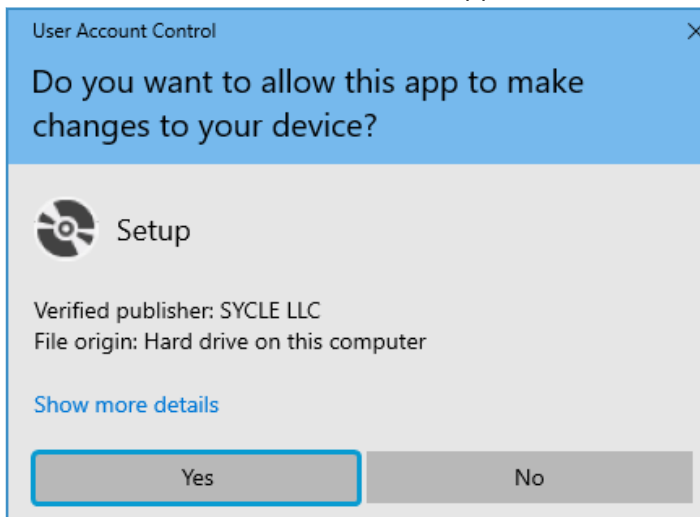 User Account Control
Do you want to allow this app to make
changes to your device?
Setup
Verified publisher: SYCLE LLC
File origin: Hard drive on this computer
Show more details
Yes No